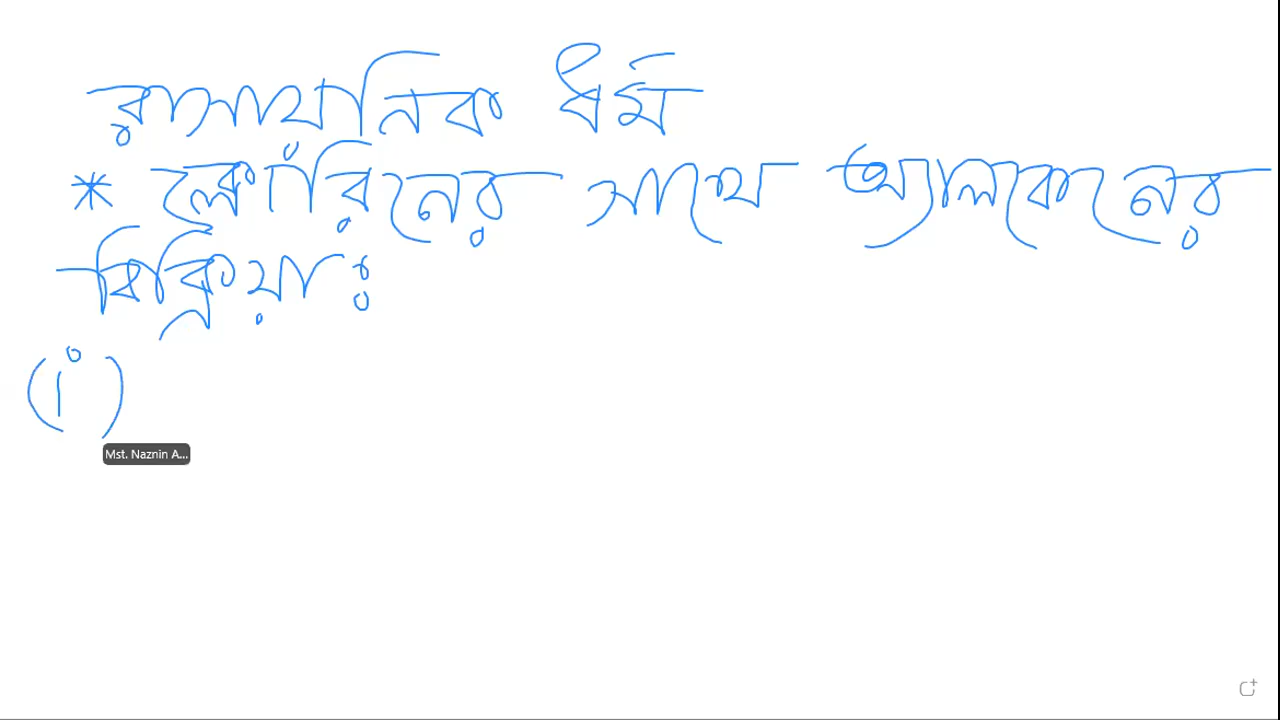 রাসায়নিক ধর্ম
* ক্লোরিনের সাথে অ্যালকেনের
বিক্রিয়া :
(i)
Mst. Naznin A...